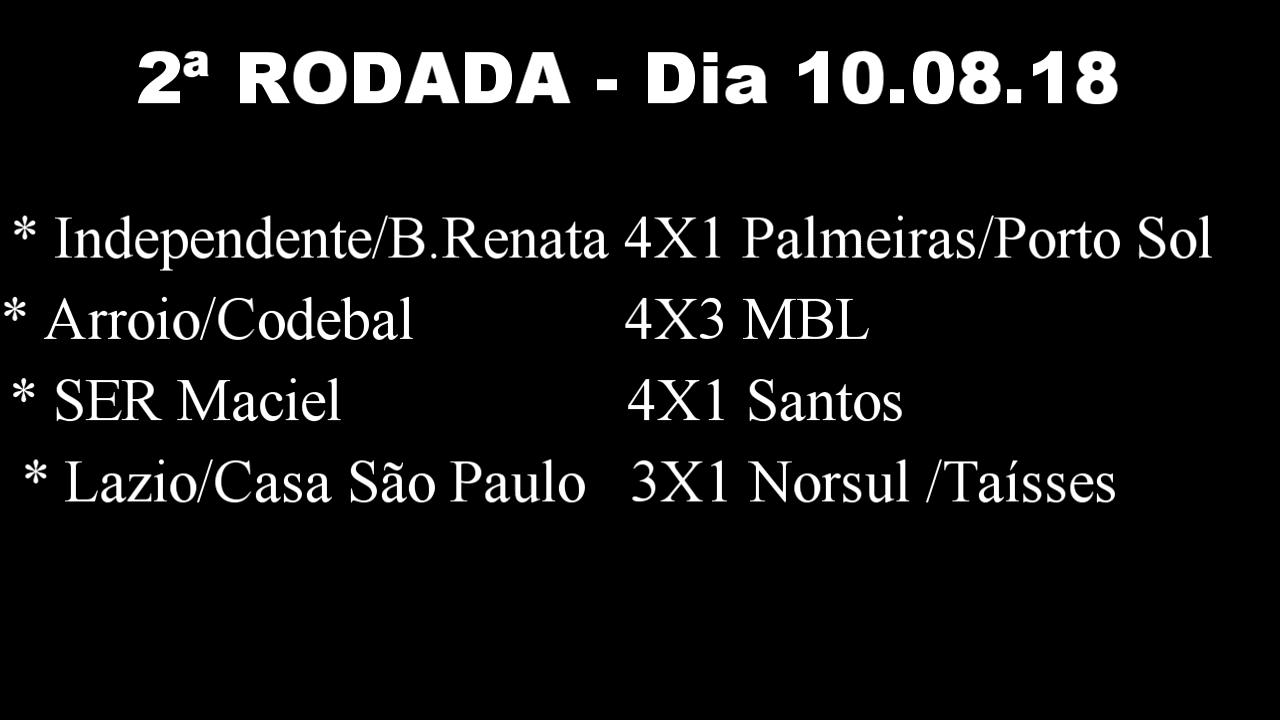 2ª RODADA - Dia 10.08.18
* Independente/B.Renata 4X1 Palmeiras/Porto Sol
* Arroio/Codebal 4X3 MBL
* SER Maciel 4X1 Santos
* Lazio/Casa São Paulo 3X1 Norsul /Taísses